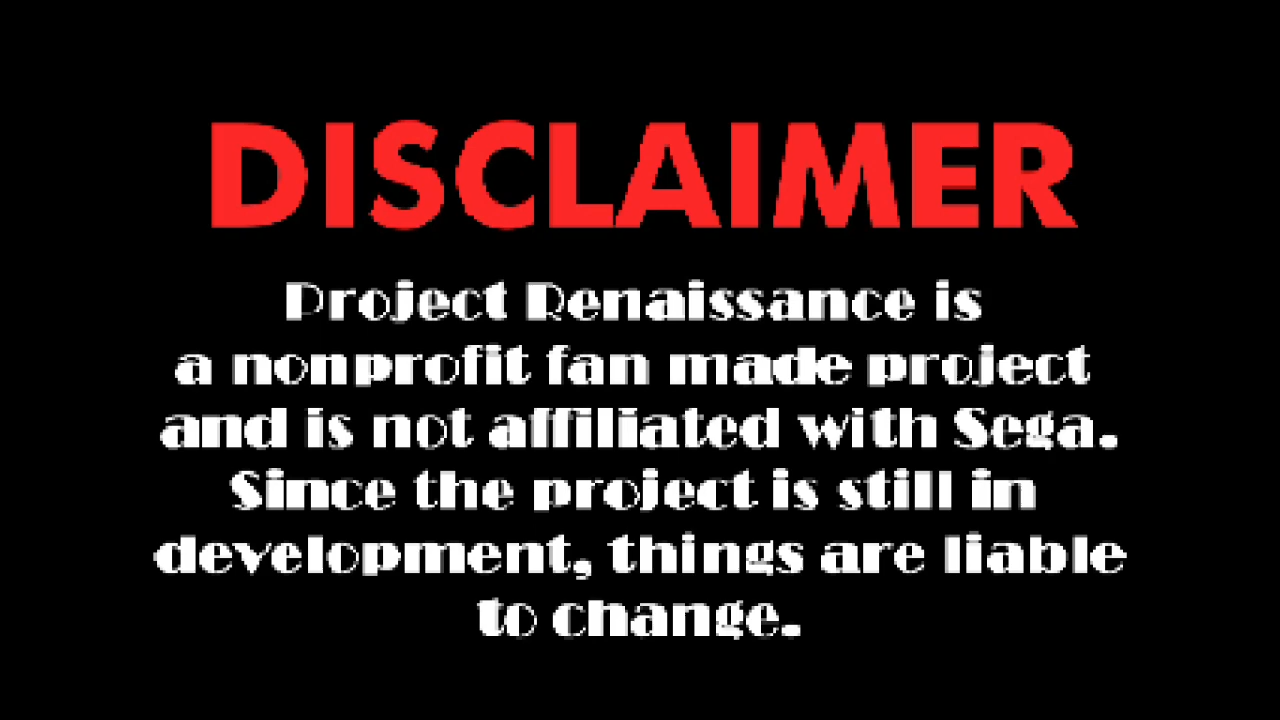 DISCLAIMER
Project Renaissance is
a nonprofit fan made project
and is not affiliated with Sega.
Since the project is still in
development, things are liable
to change.